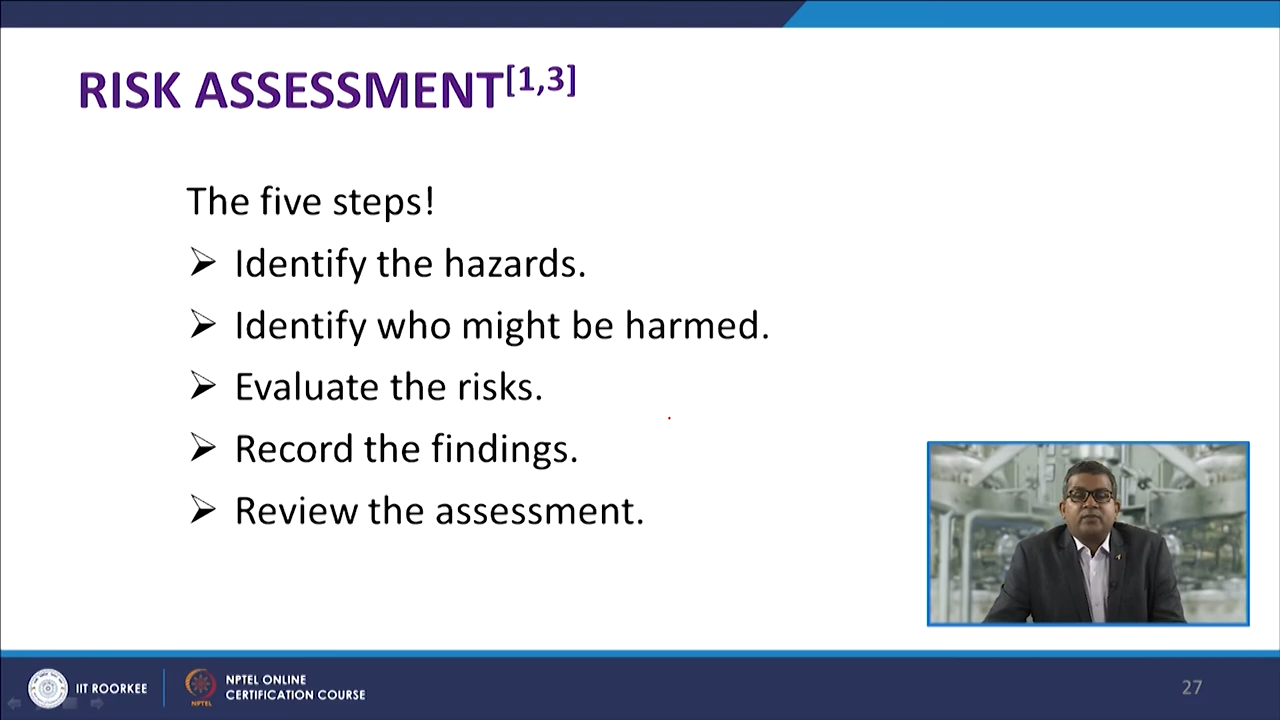 RISK ASSESSMENT[1,3]
The five steps!
➢ Identify the hazards.
➢ Identify who might be harmed.
➢ Evaluate the risks.
➢ Record the findings.
➢ Review the assessment.
IIT ROORKEE
NPTEL
NPTEL ONLINE
CERTIFICATION COURSE
27